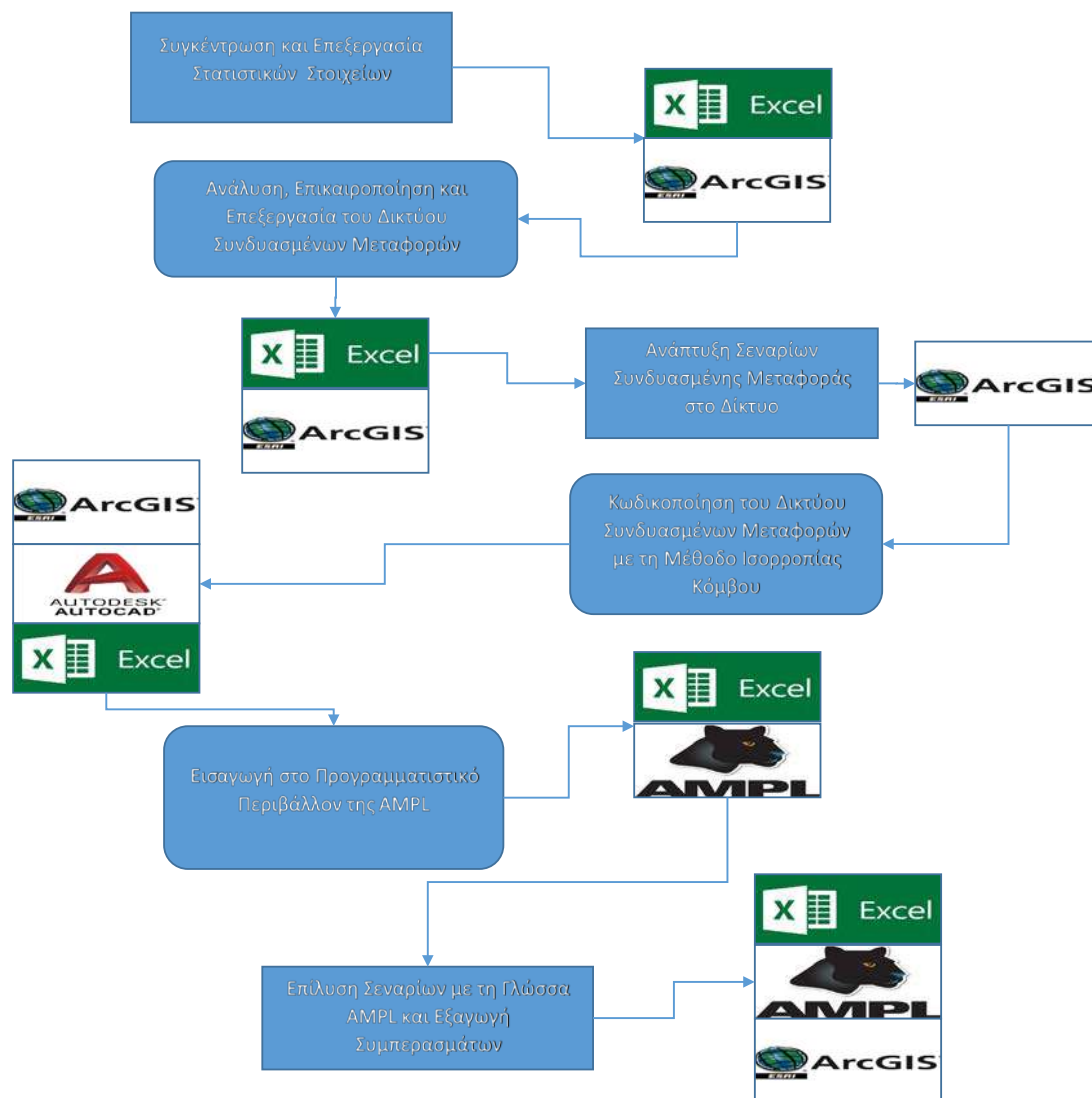 Συγκέντρωση και Επεξεργασία
Στατιστικών Στοιχείων
X Excel
ESRI ArcGIS
Ανάλυση, Επικαιροποίηση και
Επεξεργασία του Δικτύου
Συνδυασμένων Μεταφορών
X Excel
ESRI ArcGIS
Ανάπτυξη Σεναρίων
Συνδυασμένης Μεταφοράς
στο Δίκτυο
ESRI ArcGIS
Κωδικοποίηση του Δικτύου
Συνδυασμένων Μεταφορών
με τη Μέθοδο Ισορροπίας
Κόμβου
ESRI ArcGIS
AUTODESK
AUTOCAD
X Excel
Εισαγωγή στο Προγραμματιστικό
Περιβάλλον της AMPL
X Excel
AMPL
Επίλυση Σεναρίων με τη Γλώσσα
AMPL και Εξαγωγή
Συμπερασμάτων
X Excel
AMPL
ESRI ArcGIS